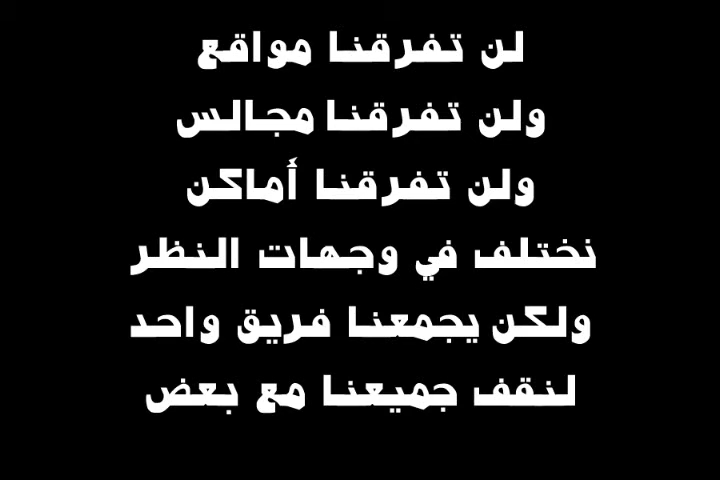 لن تفرقنا مواقع
ولن تفرقنا مجالس
ولن تفرقنا أماكن
نختلف في وجهات النظر
ولكن يجمعنا فريق واحد
لنقف جميعنا مع بعض